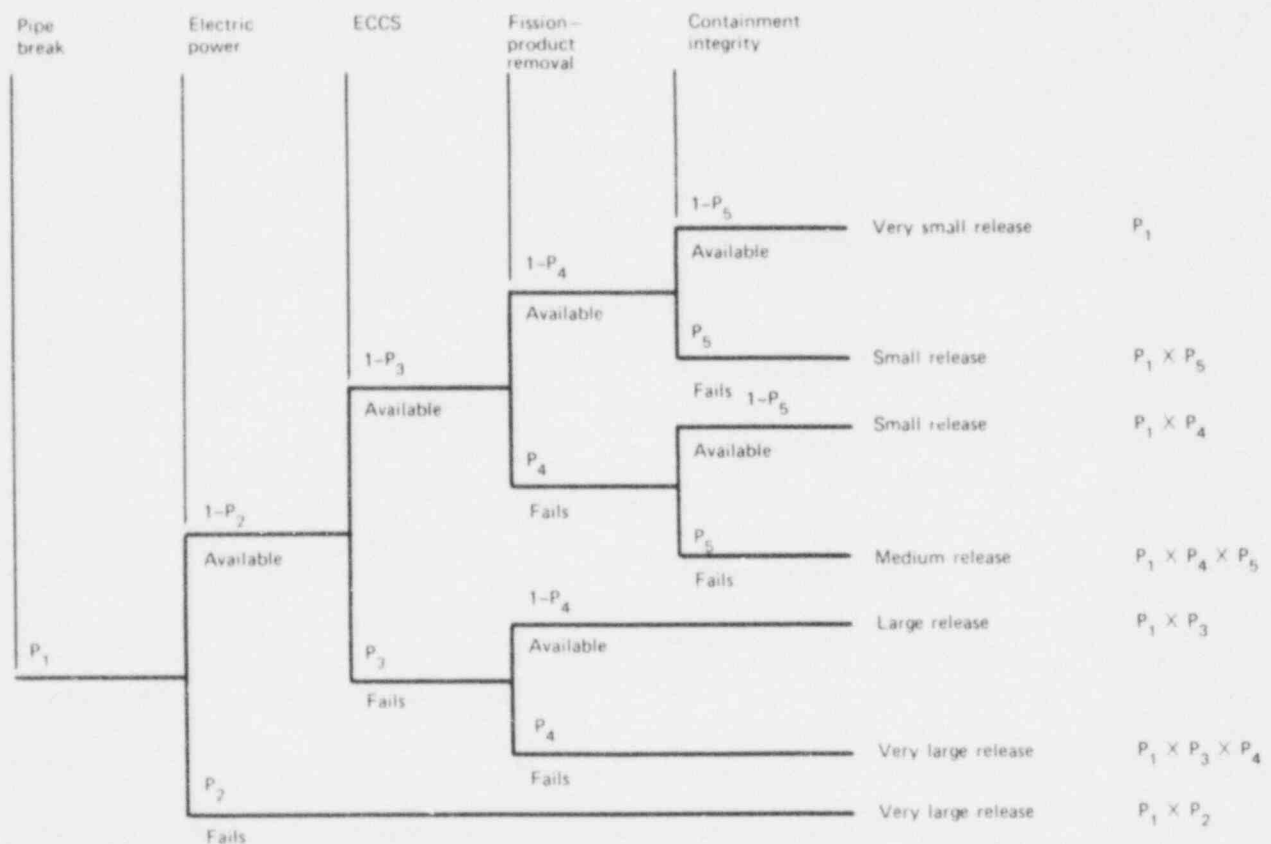 Pipe
break
Electric
power
ECCS
Fission–
product
removal
Containment
integrity
1–P5
Very small release P1
Available
1–P4
Available
P5
Small release P1 X P5
1–P3
Fails 1–P5
Available
Small release P1 X P4
Available
P4
Fails
1–P2
P5
Available
Medium release P1 X P4 X P5
Fails
1–P4
Large release P1 X P3
P1
Available
P3
Fails
P4
Very large release P1 X P3 X P4
Fails
P2
Very large release P1 X P2
Fails